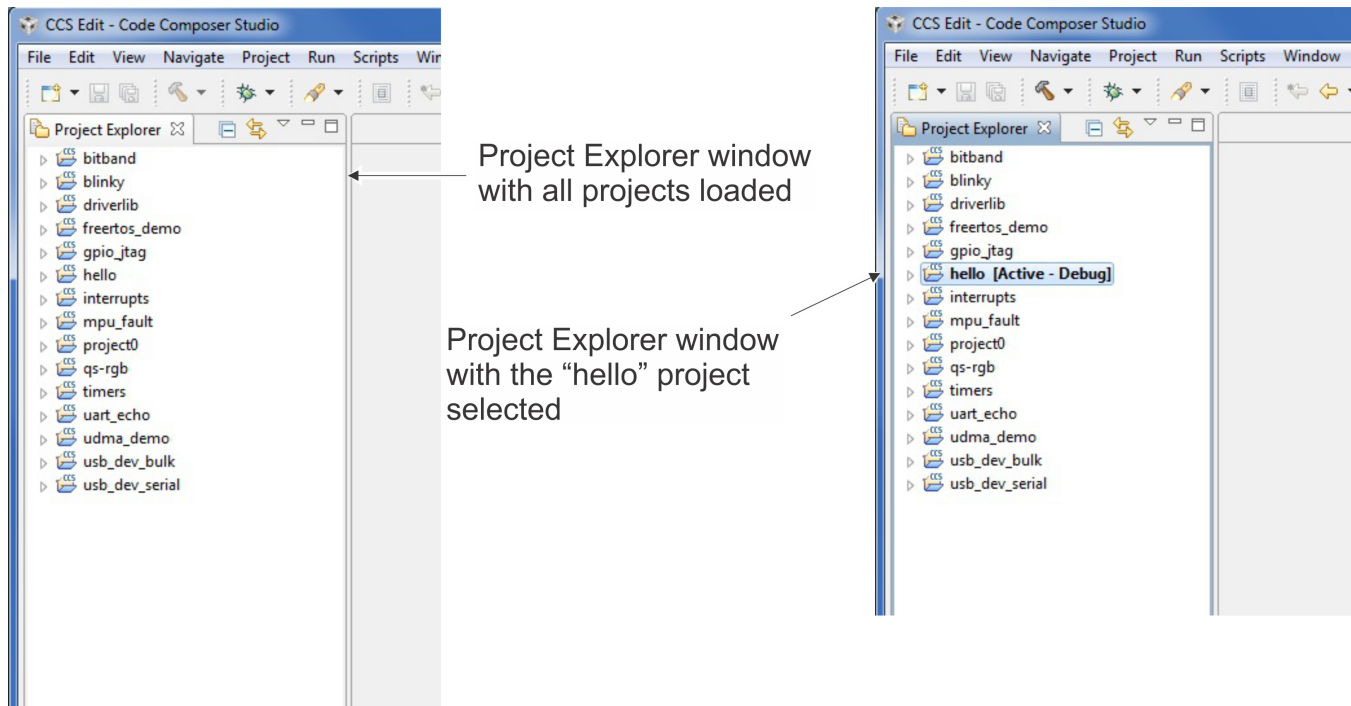 CCS Edit - Code Composer Studio
File Edit View Navigate Project Run Scripts
Project Explorer
bitband
blinky
driverlib
freertos_demo
gpio_jtag
hello
interrupts
mpu_fault
project0
qs-rgb
timers
uart_echo
udma_demo
usb_dev_bulk
usb_dev_serial
Project Explorer window
with all projects loaded
Project Explorer window
with the “hello” project
selected
CCS Edit - Code Composer Studio
File Edit View Navigate Project Run Scripts Window
Project Explorer
bitband
blinky
driverlib
freertos_demo
gpio_jtag
hello [Active - Debug]
interrupts
mpu_fault
project0
qs-rgb
timers
uart_echo
udma_demo
usb_dev_bulk
usb_dev_serial